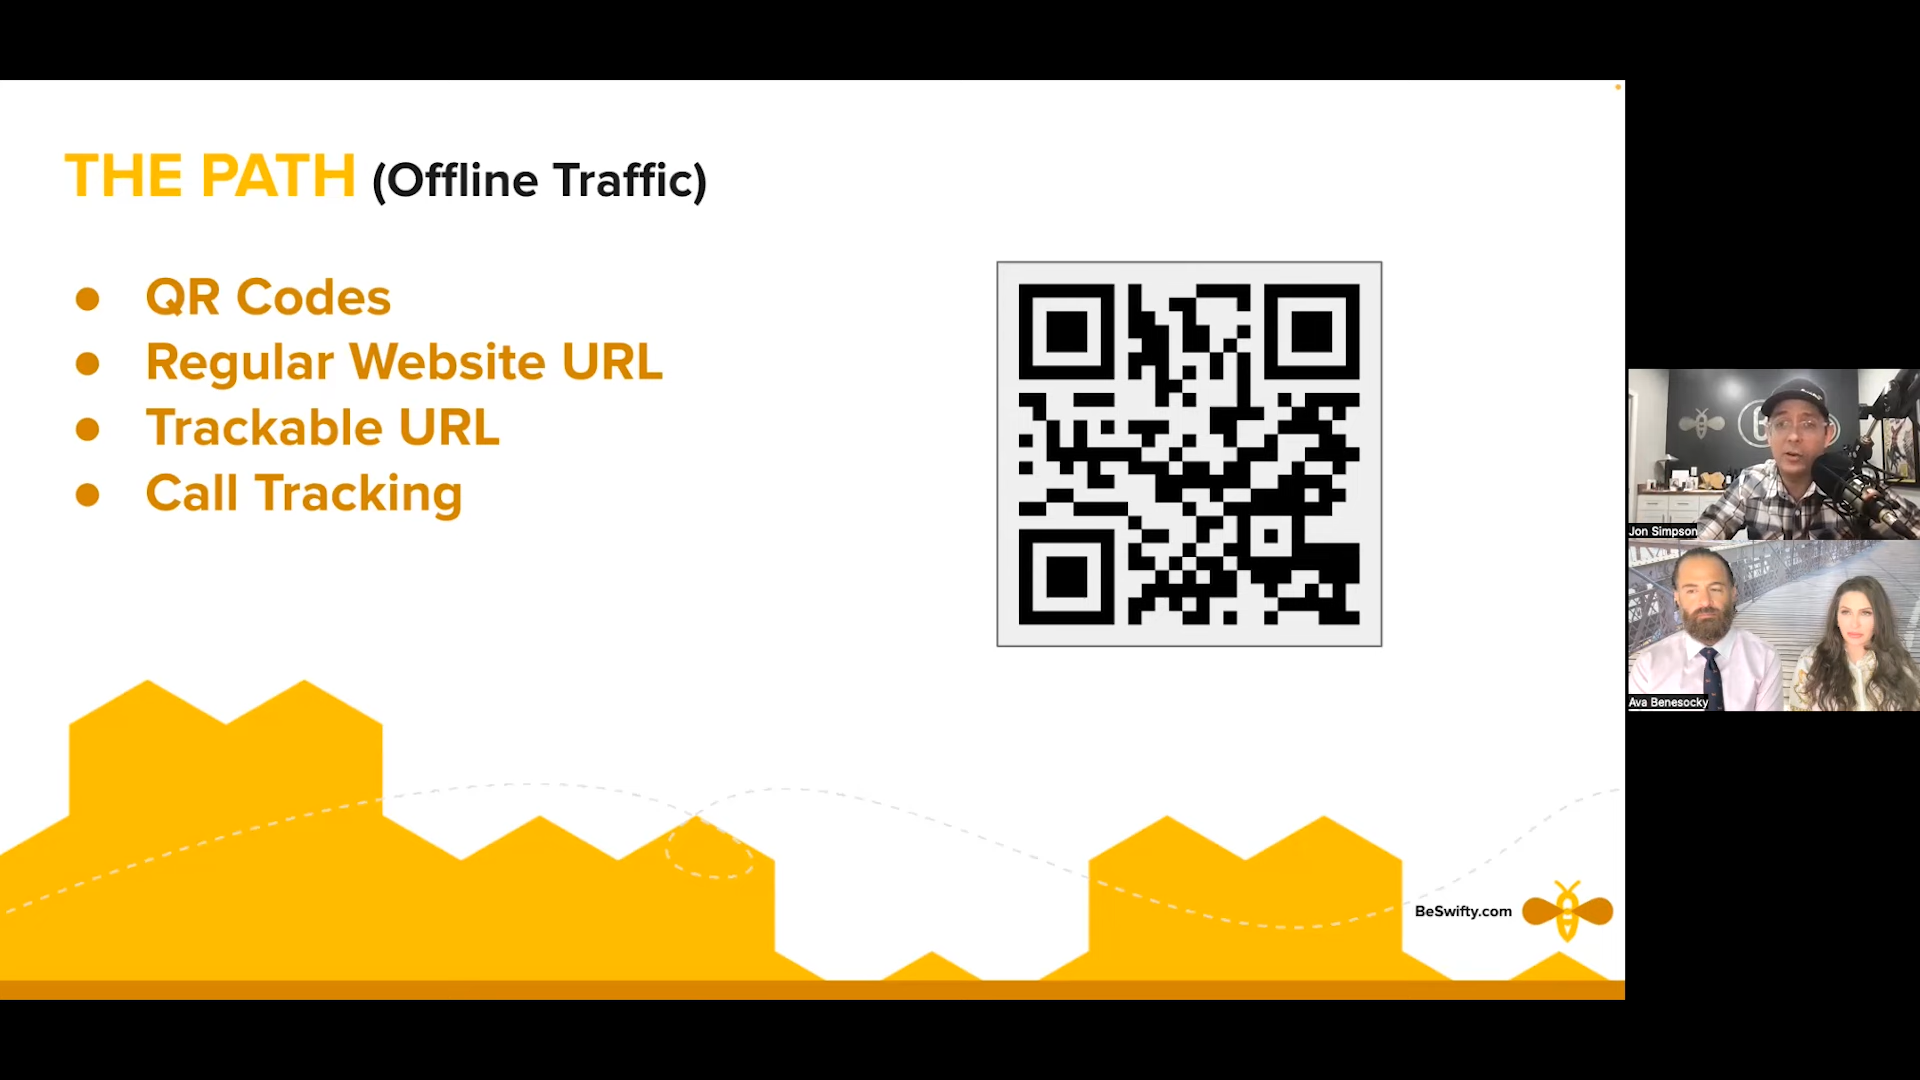 THE PATH (Offline Traffic)
● QR Codes
● Regular Website URL
● Trackable URL
● Call Tracking
BeSwifty.com
Jon Simpson
Ava Benesocky